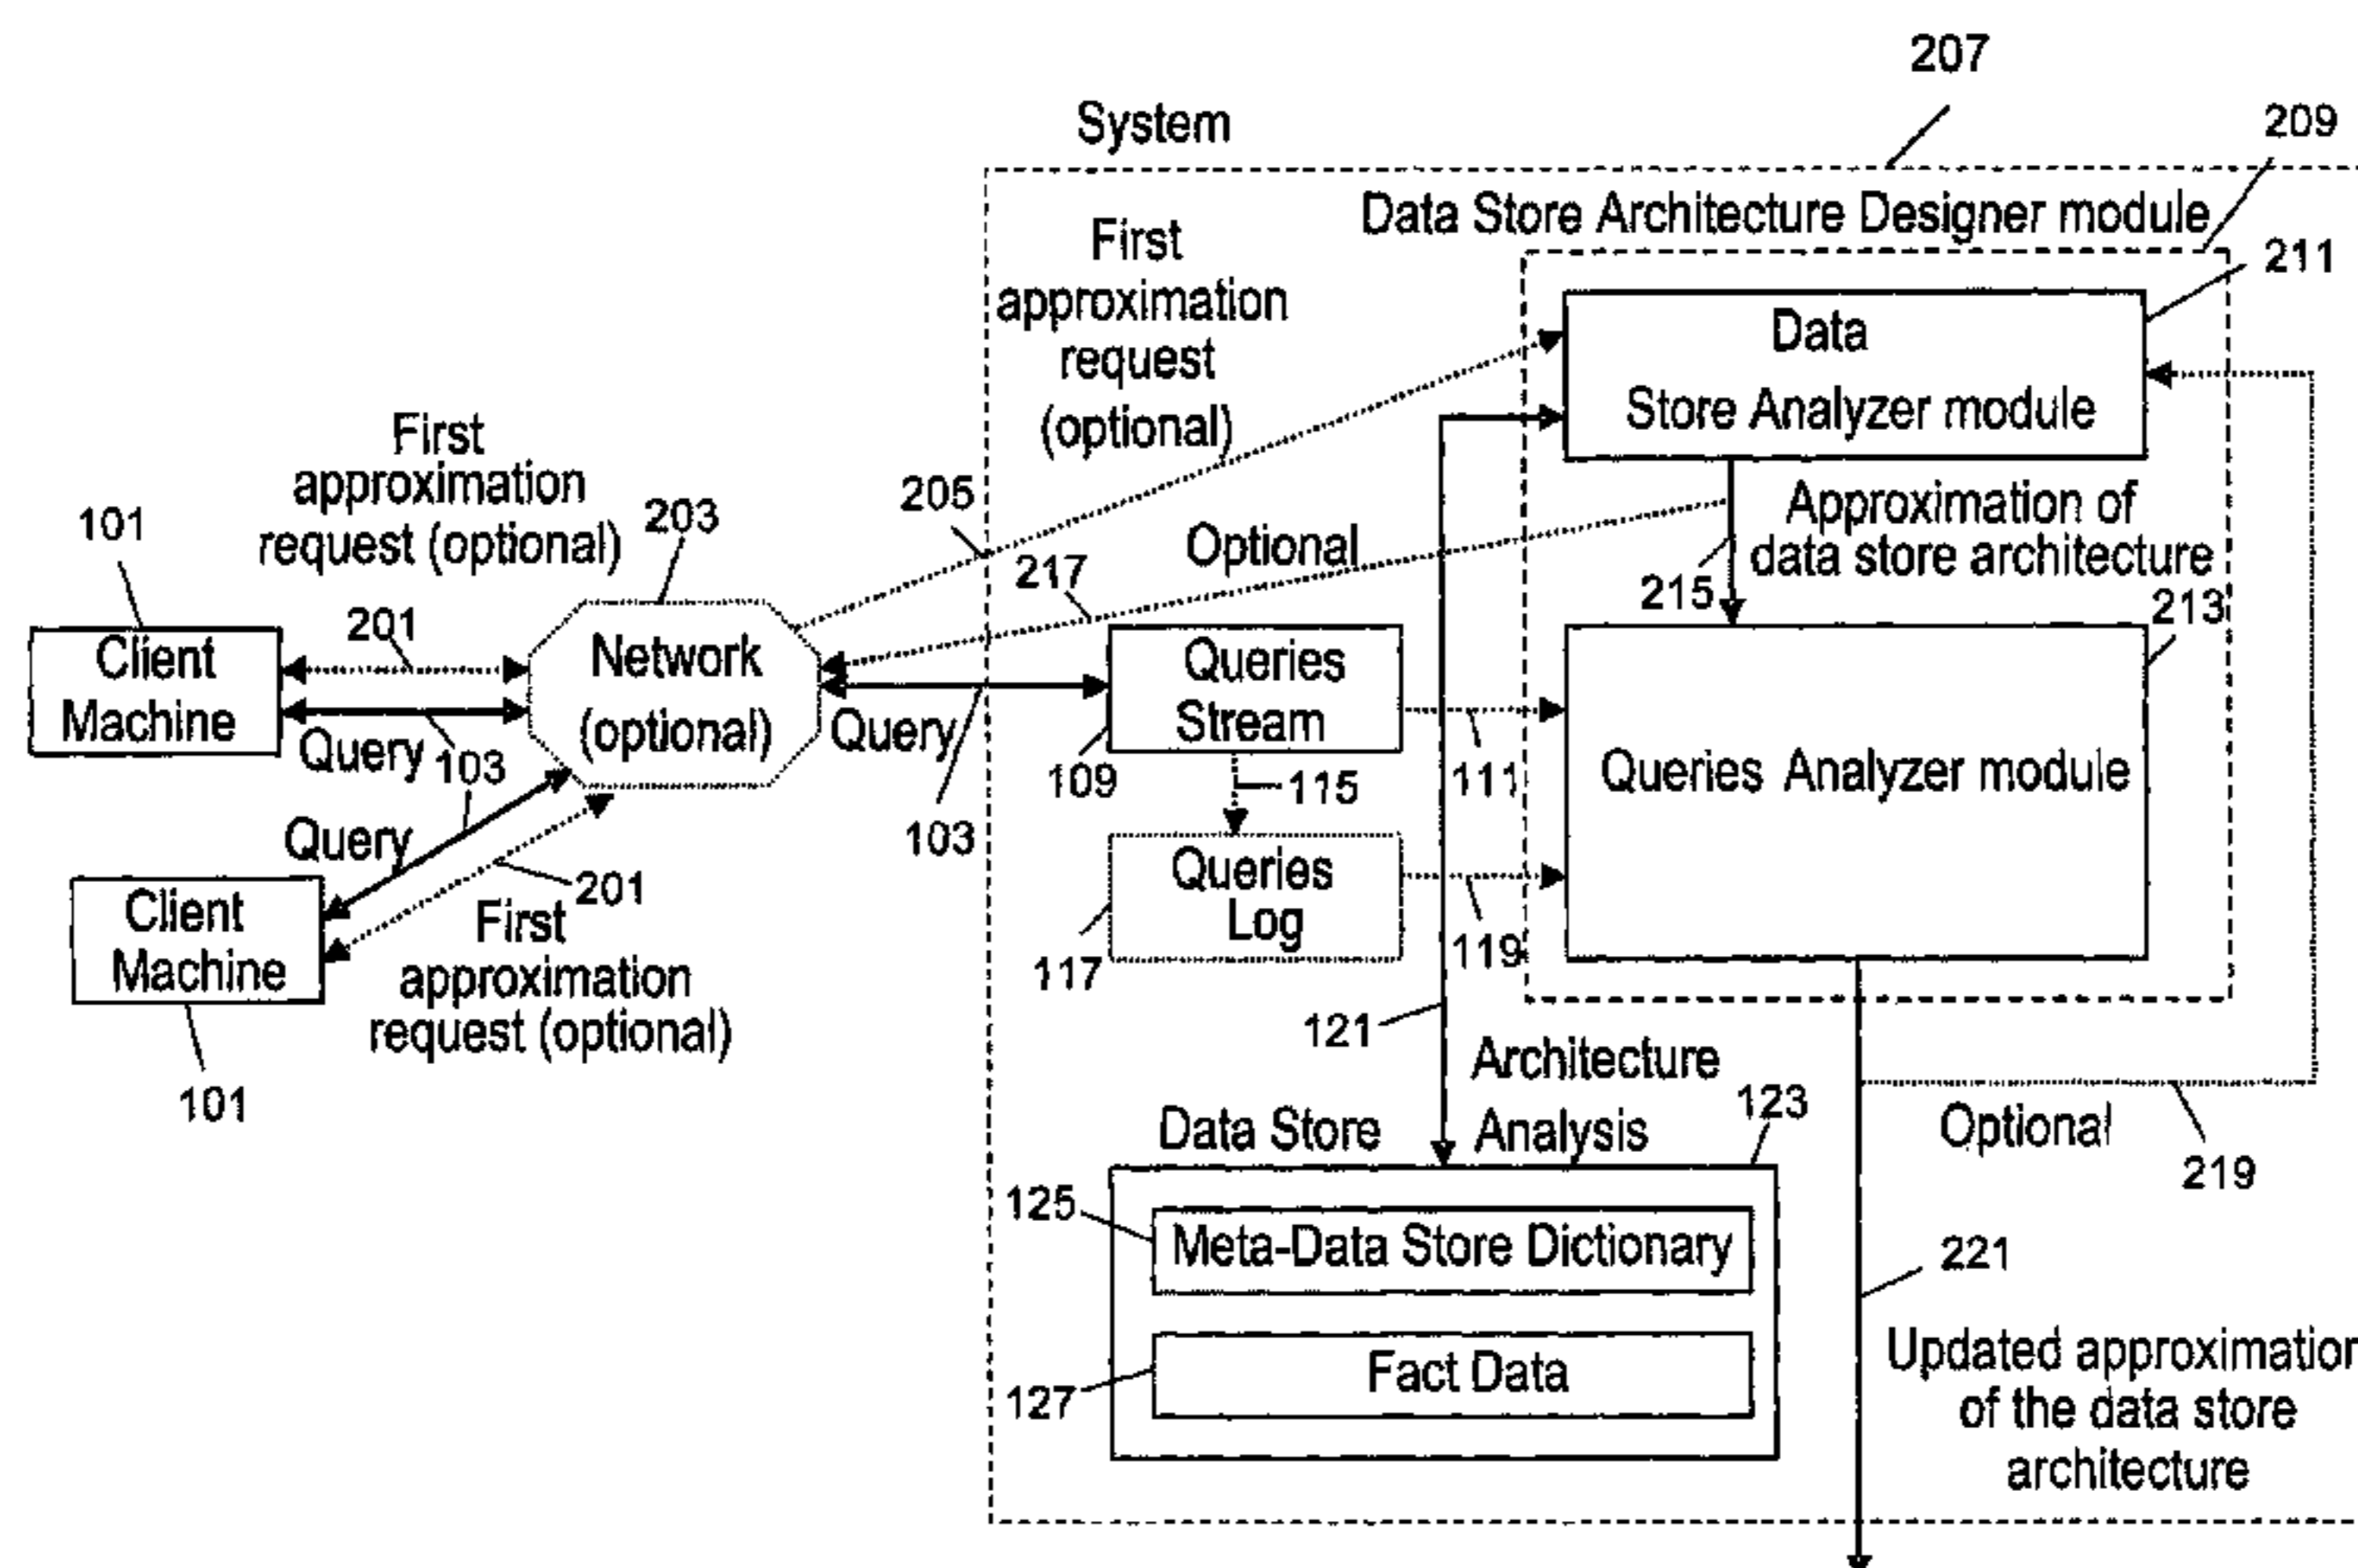 207
System
209
Data Store Architecture Designer module
First
approximation
request
(optional)
211
Data
Store Analyzer module
First
approximation
request (optional)
101
203
205
Optional
217
Approximation of
data store architecture
215
213
201
Client
Machine
Query
103
Network
(optional)
Query
103
Queries
Stream
109
115
111
Queries Analyzer module
Query
201
Client
Machine
101
First
approximation
request (optional)
Queries
Log
117
119
121
Architecture
Analysis
Data Store
123
Optional
219
125
Meta-Data Store Dictionary
127
Fact Data
221
Updated approximation
of the data store
architecture